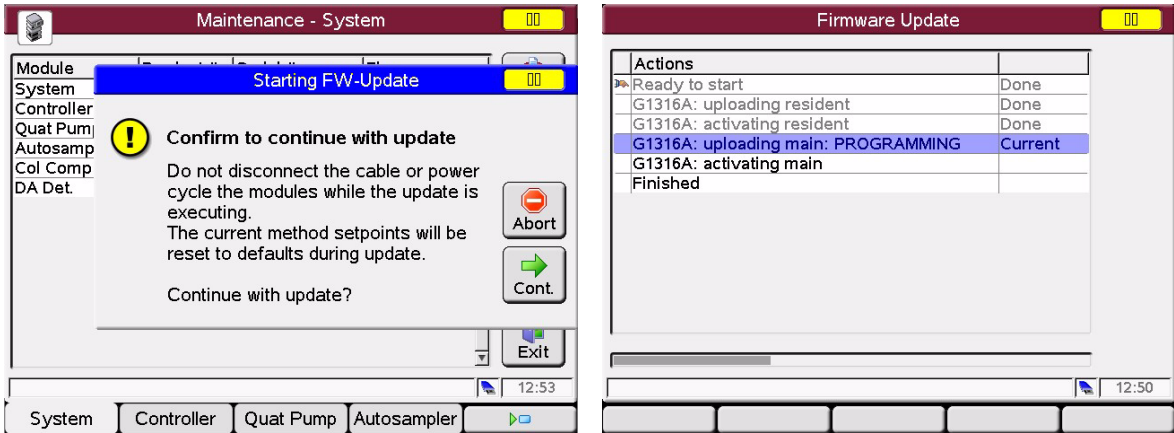 Maintenance - System
Module
System
Controller
Quat Pum
Autosamp
Col Comp
DA Det.
Starting FW-Update
Confirm to continue with update
Do not disconnect the cable or power
cycle the modules while the update is
executing.
The current method setpoints will be
reset to defaults during update.
Continue with update?
Abort
Cont.
Exit
12:53
System
Controller
Quat Pump
Autosampler
Firmware Update
Actions
Ready to start Done
G1316A: uploading resident Done
G1316A: activating resident Done
G1316A: uploading main: PROGRAMMING Current
G1316A: activating main
Finished
12:50